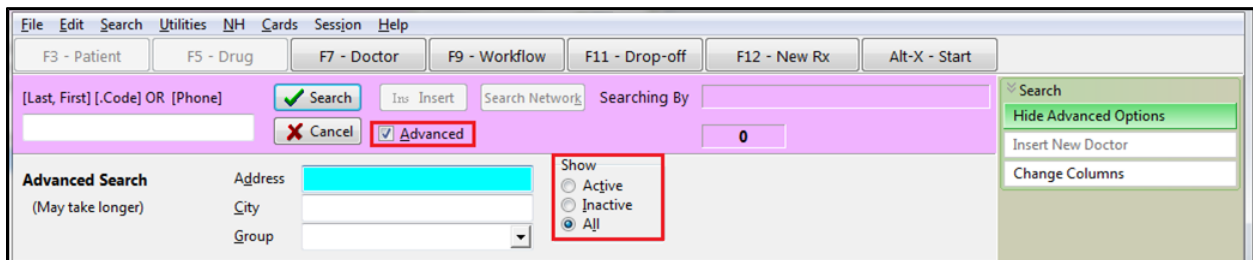 File Edit Search Utilities NH Cards Session Help
F3 - Patient F5 - Drug F7 - Doctor F9 - Workflow F11 - Drop-off F12 - New Rx Alt-X - Start
[Last, First] [.Code] OR [Phone] Search Ins Insert Search Network Searching By
Cancel Advanced 0
Search
Hide Advanced Options
Insert New Doctor
Change Columns
Advanced Search
(May take longer)
Address
City
Group
Show
Active
Inactive
All